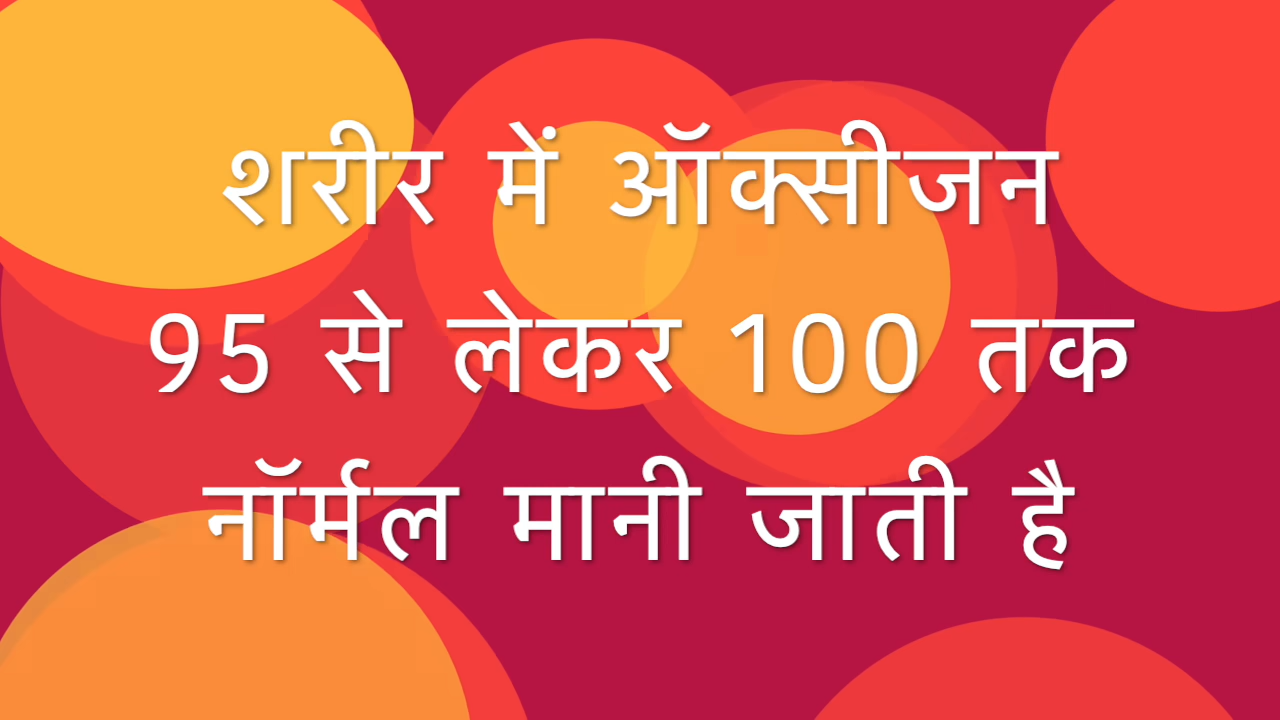 शरीर में ऑक्सीजन
95 से लेकर 100 तक
नॉर्मल मानी जाती है